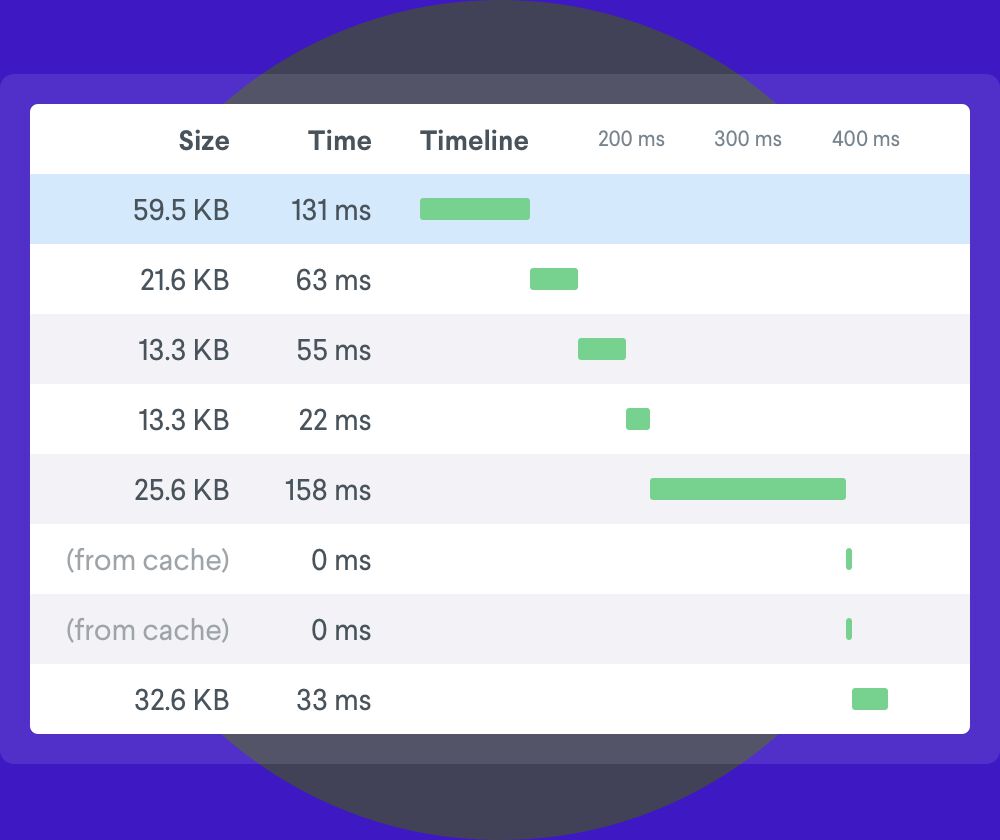 Size Time Timeline 200 ms 300 ms 400 ms
59.5 KB 131 ms
21.6 KB 63 ms
13.3 KB 55 ms
13.3 KB 22 ms
25.6 KB 158 ms
(from cache) 0 ms
(from cache) 0 ms
32.6 KB 33 ms